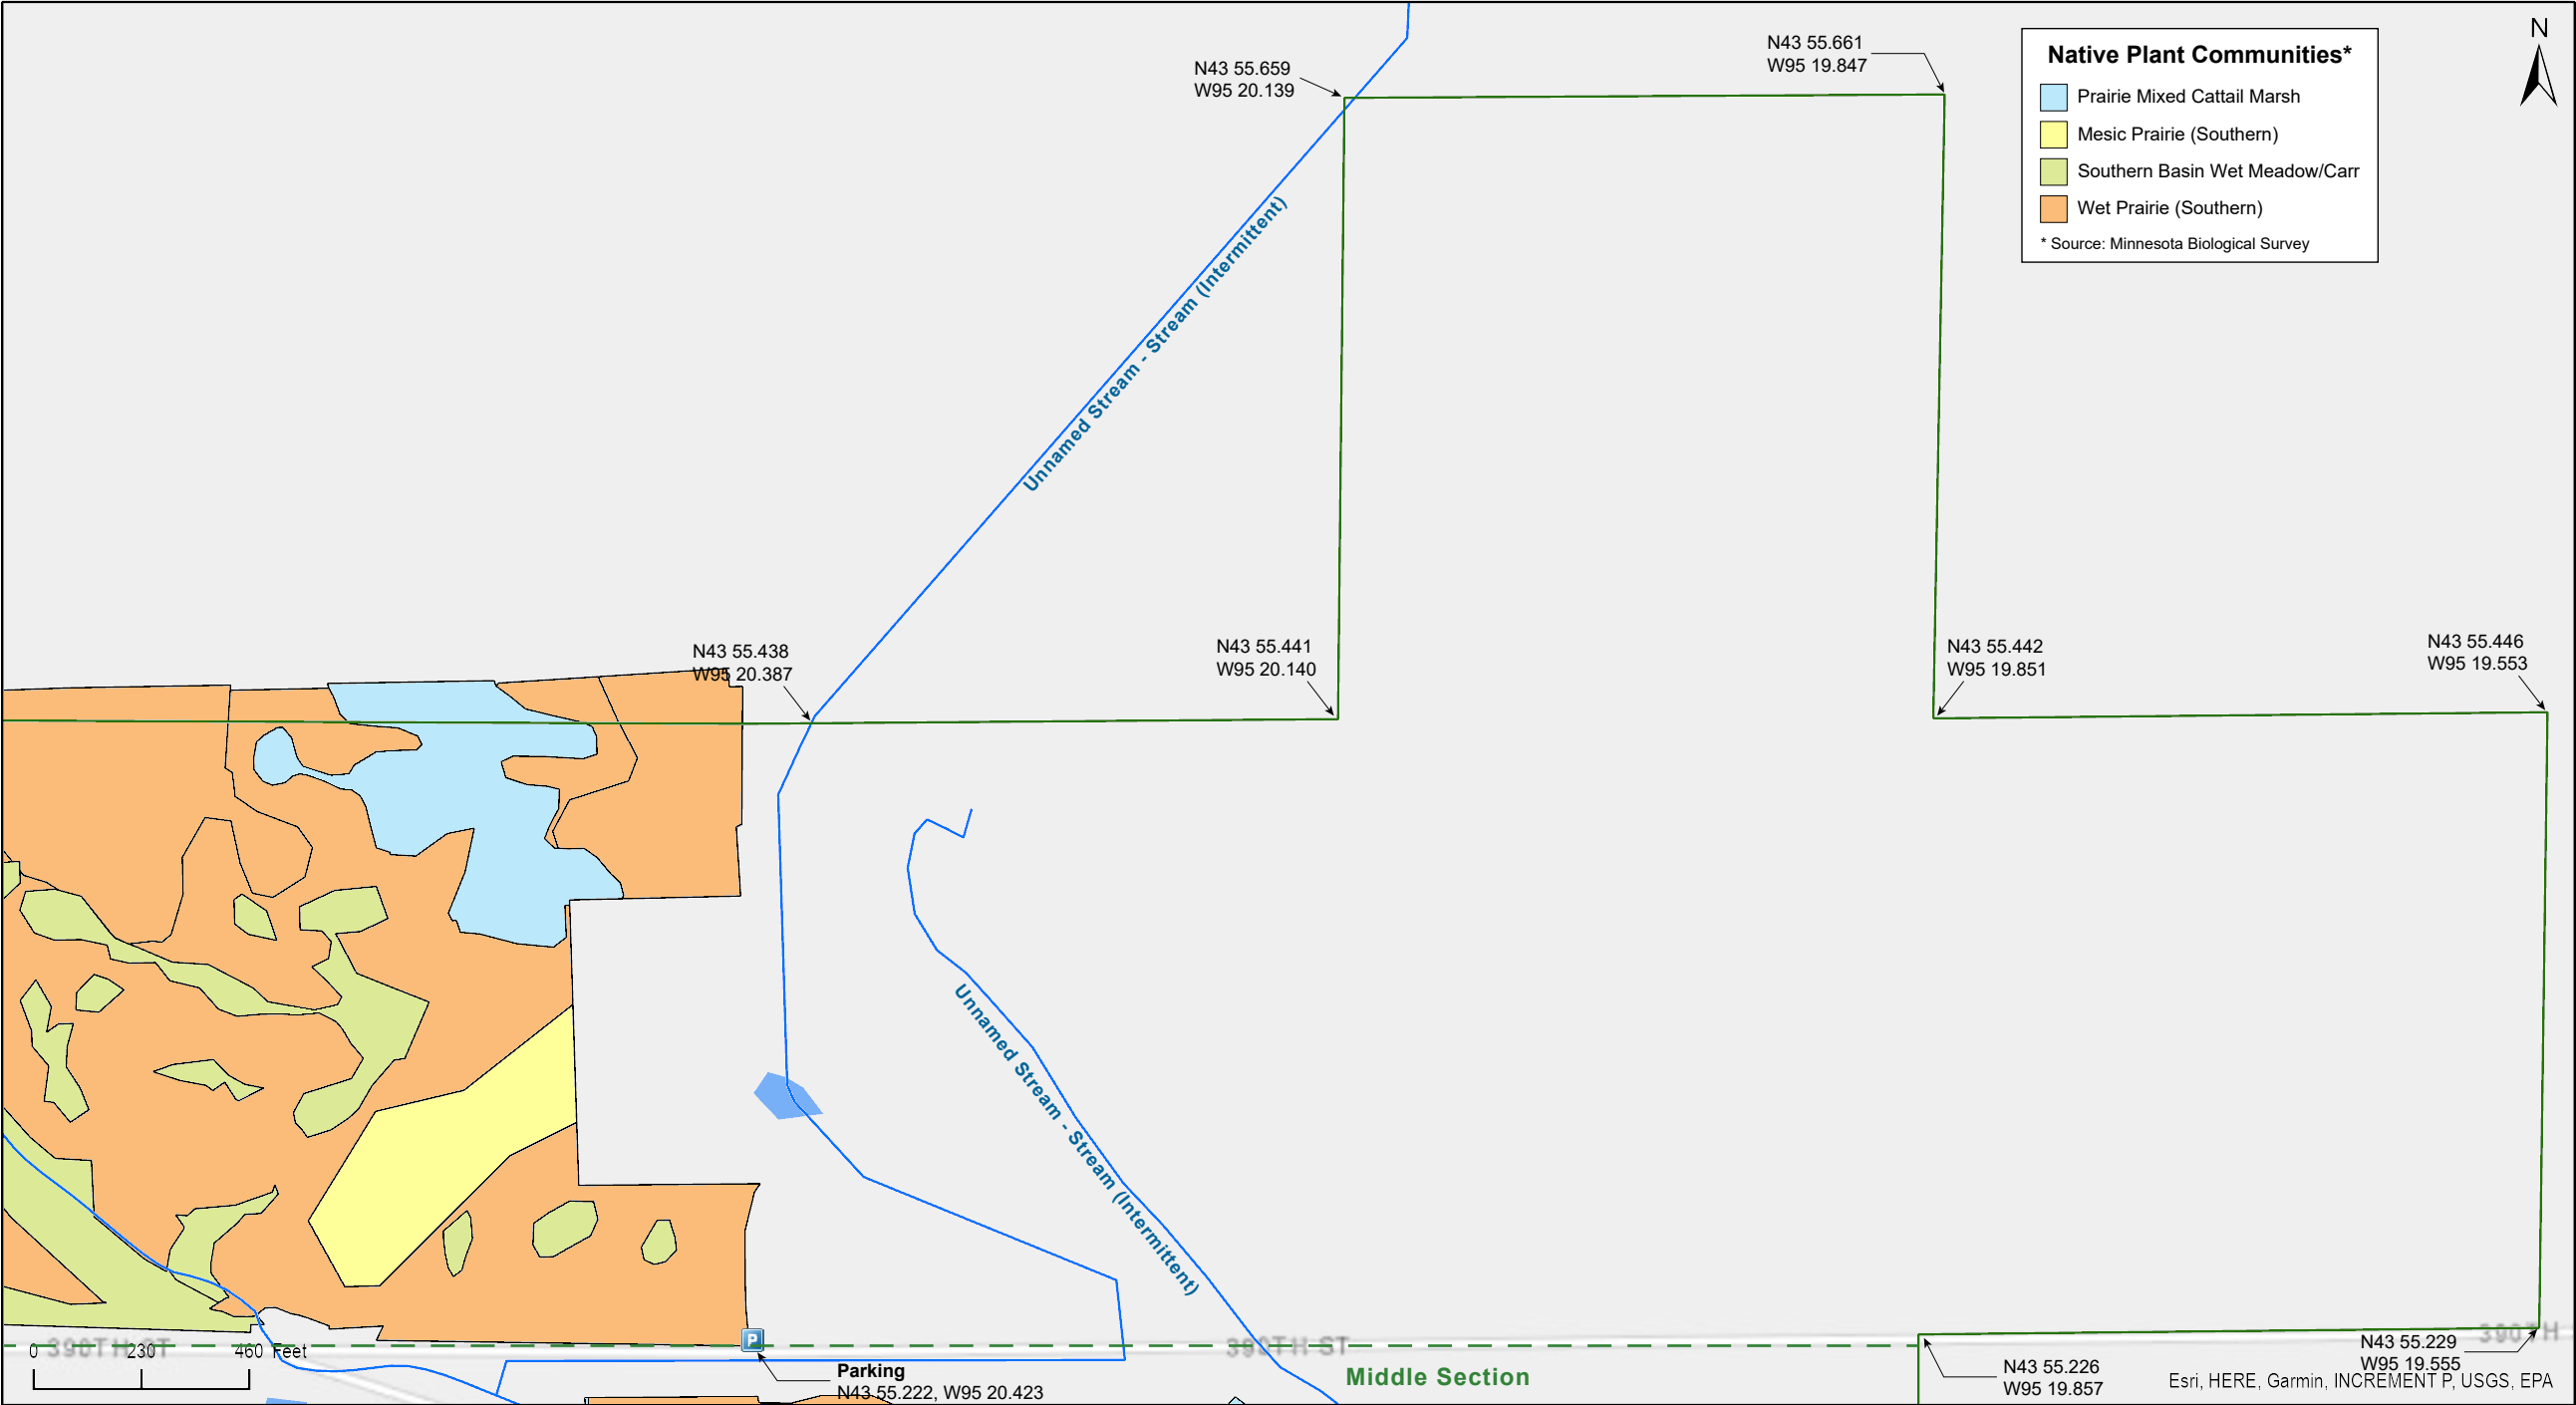 N43 55.659
W95 20.139
N43 55.661
W95 19.847
Native Plant Communities*
Prairie Mixed Cattail Marsh
Mesic Prairie (Southern)
Southern Basin Wet Meadow/Carr
Wet Prairie (Southern)
* Source: Minnesota Biological Survey
N
Unnamed Stream - Stream (Intermittent)
N43 55.438
W95 20.387
N43 55.441
W95 20.140
N43 55.442
W95 19.851
N43 55.446
W95 19.553
Unnamed Stream - Stream (Intermittent)
390TH ST
0 230 460 Feet
P
Parking
N43 55.222, W95 20.423
390TH ST
Middle Section
390TH
N43 55.226
W95 19.857
N43 55.229
W95 19.555
Esri, HERE, Garmin, INCREMENT P, USGS, EPA